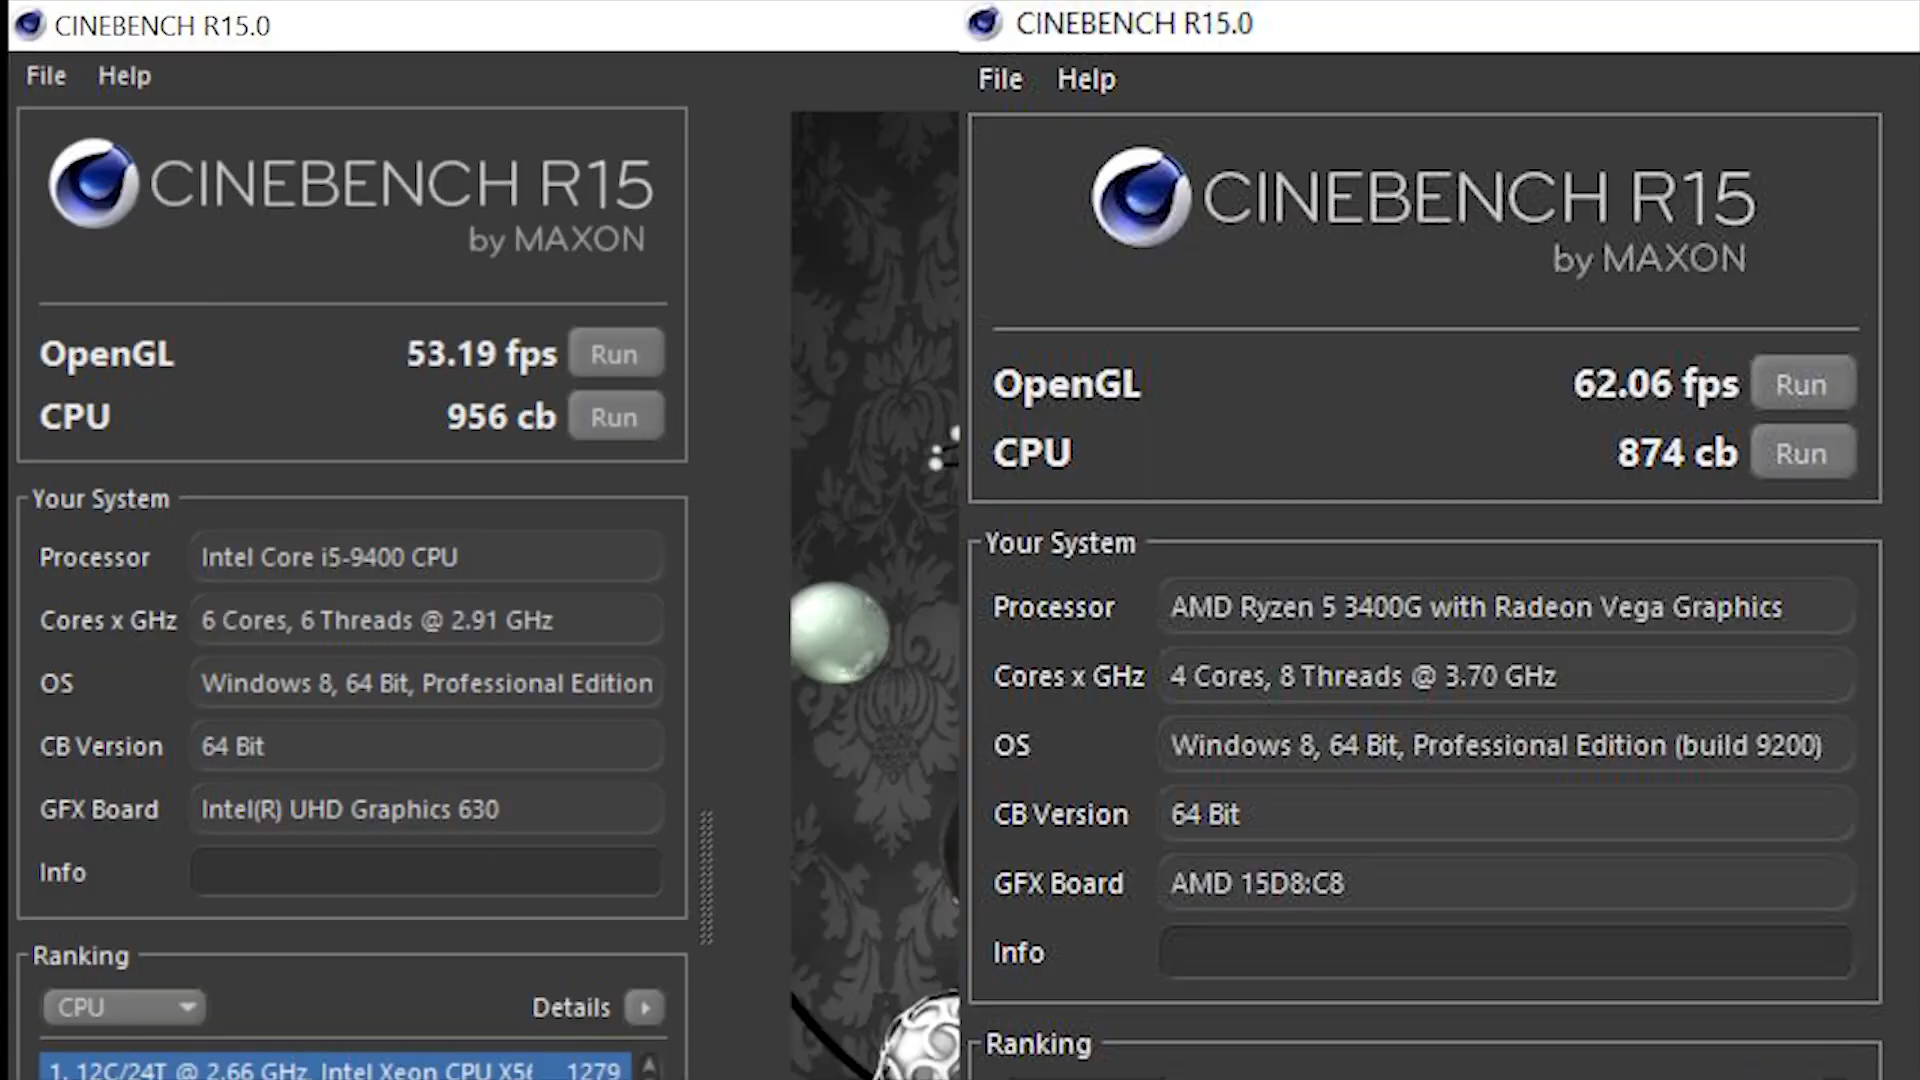 CINEBENCH R15.0
File Help
CINEBENCH R15
by MAXON
OpenGL 53.19 fps Run
CPU 956 cb Run
Your System
Processor Intel Core i5-9400 CPU
Cores x GHz 6 Cores, 6 Threads @ 2.91 GHz
OS Windows 8, 64 Bit, Professional Edition
CB Version 64 Bit
GFX Board Intel(R) UHD Graphics 630
Info
Ranking
CPU Details
1. 12C/24T @ 2.66 GHz, Intel Xeon CPU X56 1279
CINEBENCH R15.0
File Help
CINEBENCH R15
by MAXON
OpenGL 62.06 fps Run
CPU 874 cb Run
Your System
Processor AMD Ryzen 5 3400G with Radeon Vega Graphics
Cores x GHz 4 Cores, 8 Threads @ 3.70 GHz
OS Windows 8, 64 Bit, Professional Edition (build 9200)
CB Version 64 Bit
GFX Board AMD 15D8:C8
Info
Ranking